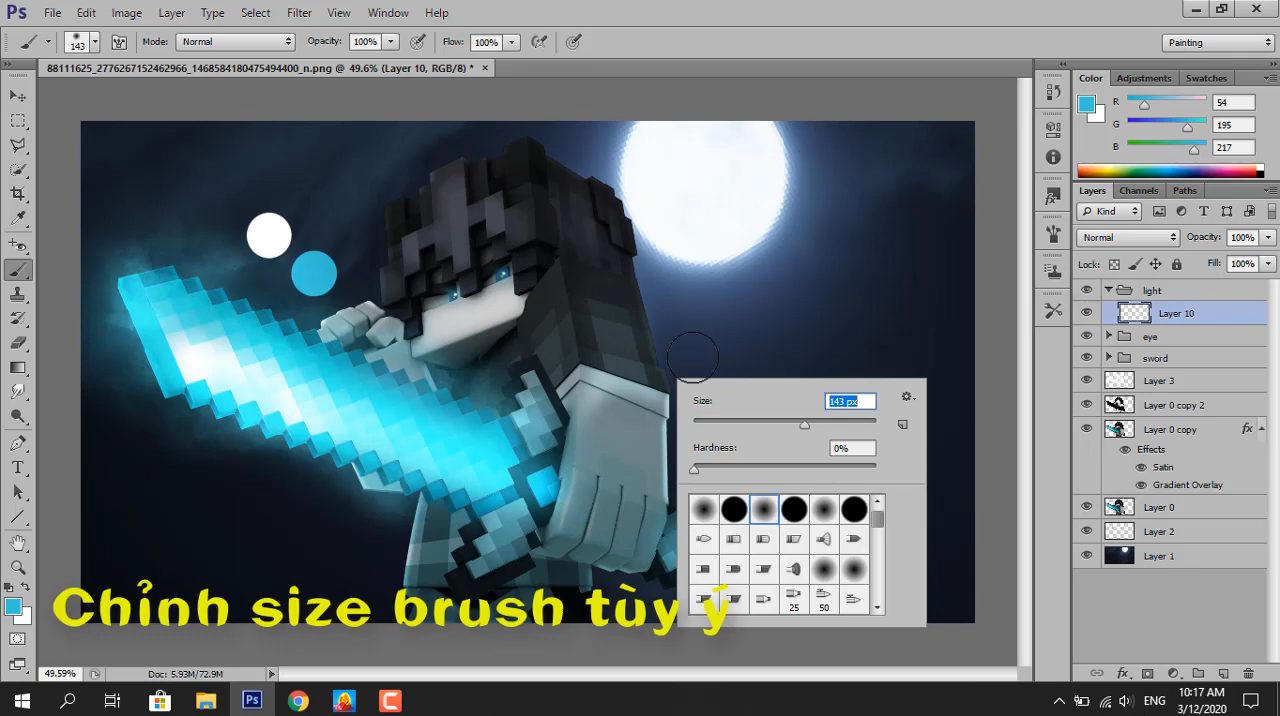 Ps File Edit Image Layer Type Select Filter View Window Help
143 Mode: Normal Opacity: 100% Flow: 100% Painting
88111625_2776267152462966_1468584180475494400_n.png @ 49.6% (Layer 10, RGB/8) * ×
Color Adjustments Swatches
R 54
G 195
B 217
Layers Channels Paths
Kind
Normal Opacity: 100%
Lock: Fill: 100%
light
Layer 10
eye
sword
Layer 3
Layer 0 copy 2
Layer 0 copy fx
Effects
Satin
Gradient Overlay
Layer 0
Layer 2
Layer 1
Size: 143 px
Hardness: 0%
25 50
Chỉnh size brush tùy ý
49.59% Doc: 5.93M/72.9M
fx
Ps
ENG
10:17 AM
3/12/2020